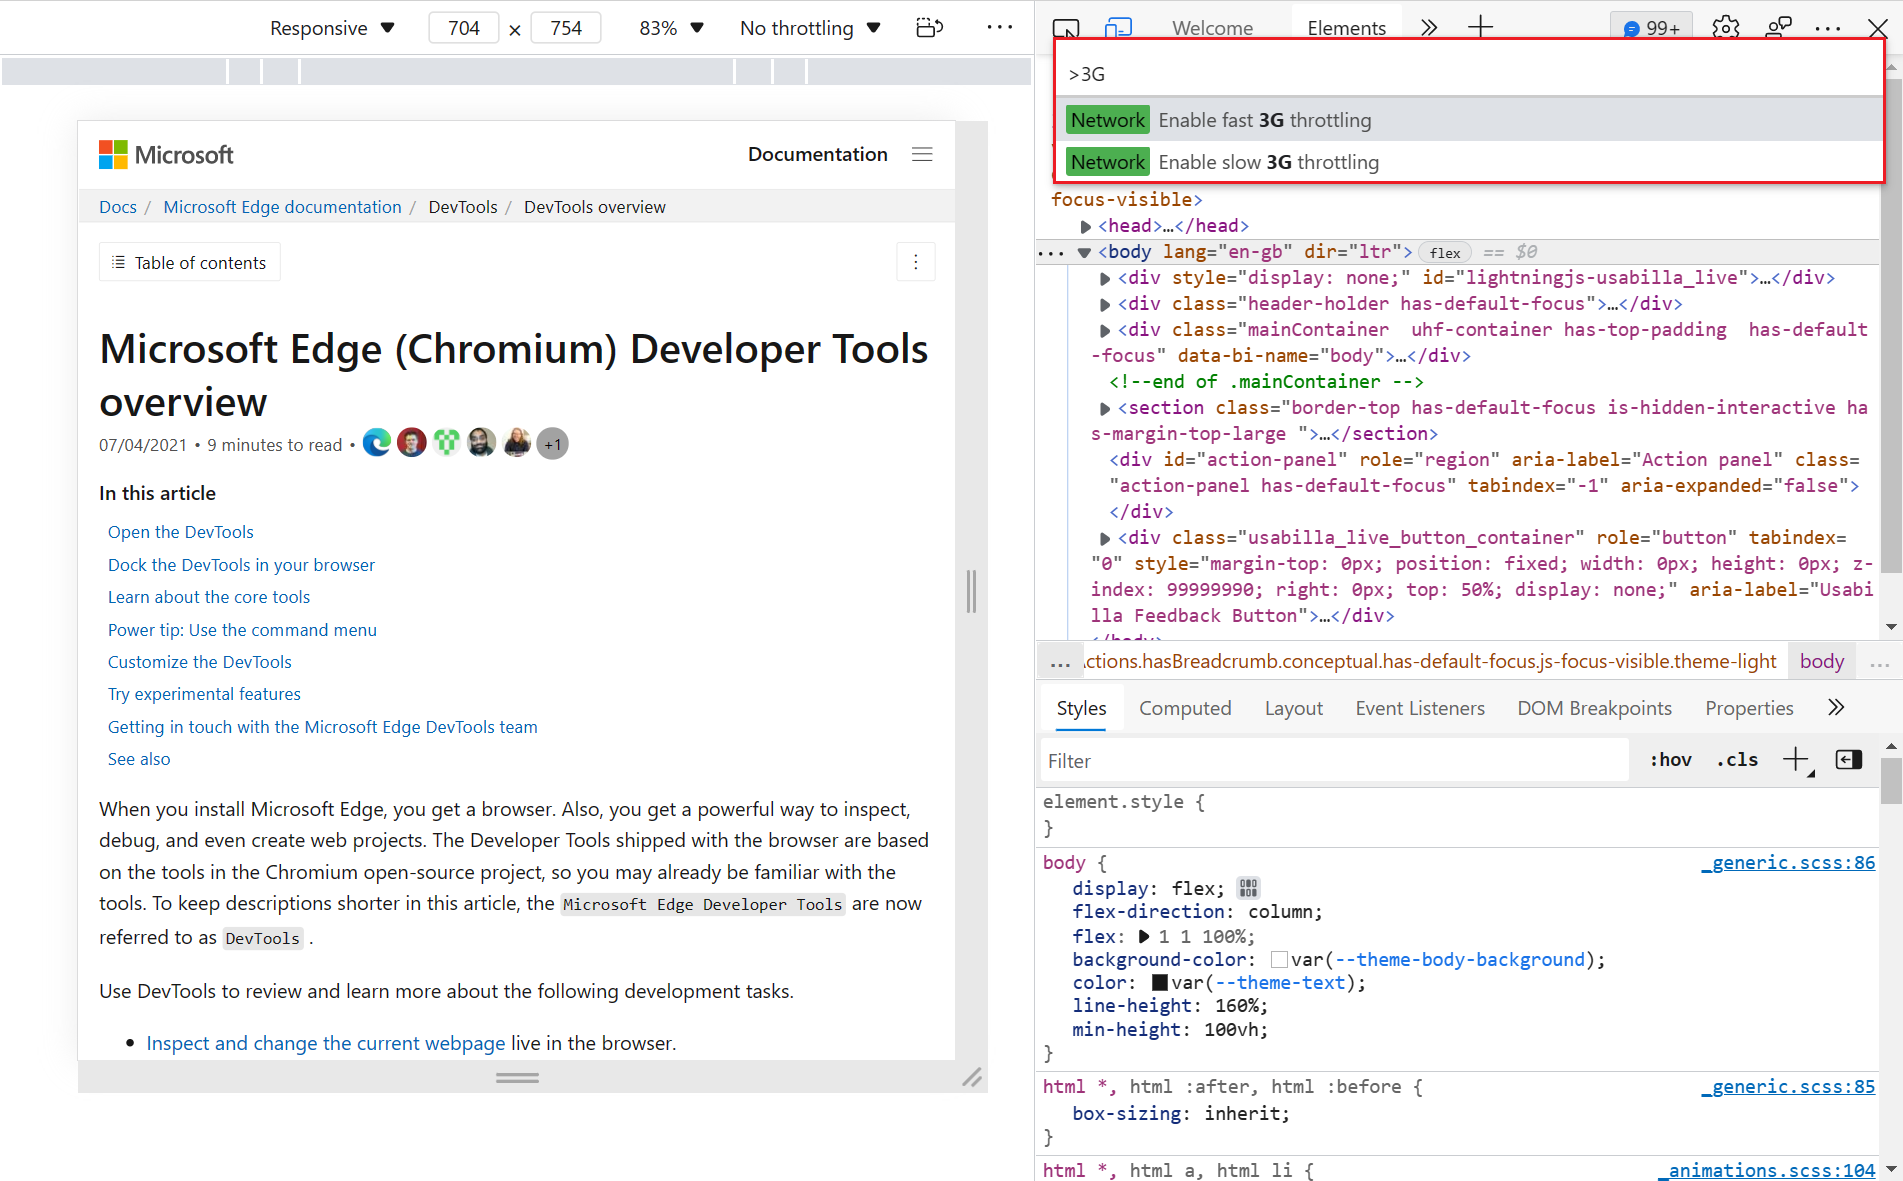 Responsive 704 × 754 83% No throttling
Welcome Elements 99+
>3G
Network Enable fast 3G throttling
Network Enable slow 3G throttling
Microsoft Documentation
Docs / Microsoft Edge documentation / DevTools / DevTools overview
Table of contents
Microsoft Edge (Chromium) Developer Tools
overview
07/04/2021 • 9 minutes to read • +1
In this article
Open the DevTools
Dock the DevTools in your browser
Learn about the core tools
Power tip: Use the command menu
Customize the DevTools
Try experimental features
Getting in touch with the Microsoft Edge DevTools team
See also
When you install Microsoft Edge, you get a browser. Also, you get a powerful way to inspect,
debug, and even create web projects. The Developer Tools shipped with the browser are based
on the tools in the Chromium open-source project, so you may already be familiar with the
tools. To keep descriptions shorter in this article, the Microsoft Edge Developer Tools are now
referred to as DevTools .
Use DevTools to review and learn more about the following development tasks.
• Inspect and change the current webpage live in the browser.
focus-visible>
<head>…</head>
… <body lang="en-gb" dir="ltr"> flex == $0
<div style="display: none;" id="lightningjs-usabilla_live">…</div>
<div class="header-holder has-default-focus">…</div>
<div class="mainContainer  uhf-container has-top-padding  has-default
-focus" data-bi-name="body">…</div>
<!--end of .mainContainer -->
<section class="border-top has-default-focus is-hidden-interactive ha
s-margin-top-large ">…</section>
<div id="action-panel" role="region" aria-label="Action panel" class=
"action-panel has-default-focus" tabindex="-1" aria-expanded="false">
</div>
<div class="usabilla_live_button_container" role="button" tabindex=
"0" style="margin-top: 0px; position: fixed; width: 0px; height: 0px; z-
index: 99999990; right: 0px; top: 50%; display: none;" aria-label="Usabi
lla Feedback Button">…</div>
</body>
… ctions.hasBreadcrumb.conceptual.has-default-focus.js-focus-visible.theme-light body …
Styles Computed Layout Event Listeners DOM Breakpoints Properties
Filter :hov .cls
element.style {
}
body { _generic.scss:86
display: flex;
flex-direction: column;
flex: 1 1 100%;
background-color: var(--theme-body-background);
color: var(--theme-text);
line-height: 160%;
min-height: 100vh;
}
html *, html :after, html :before { _generic.scss:85
box-sizing: inherit;
}
html *, html a, html li { _animations.scss:104